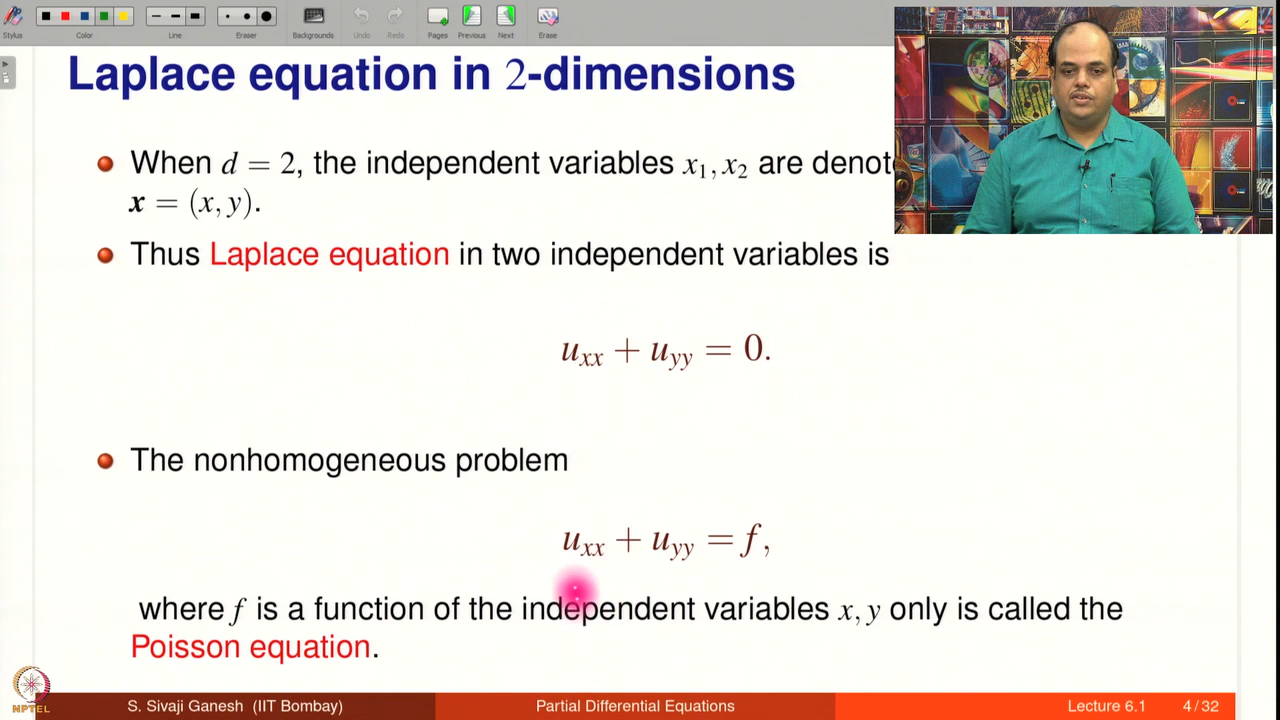 Stylus
Color
Line
Eraser
Backgrounds
Undo
Redo
Pages
Previous
Next
Erase
Laplace equation in 2-dimensions
When d = 2, the independent variables x₁, x₂ are denot
x = (x, y).
Thus Laplace equation in two independent variables is
uₓₓ + u_yy = 0.
The nonhomogeneous problem
uₓₓ + u_yy = f,
where f is a function of the independent variables x, y only is called the
Poisson equation.
NPTEL
S. Sivaji Ganesh (IIT Bombay) Partial Differential Equations Lecture 6.1 4 / 32